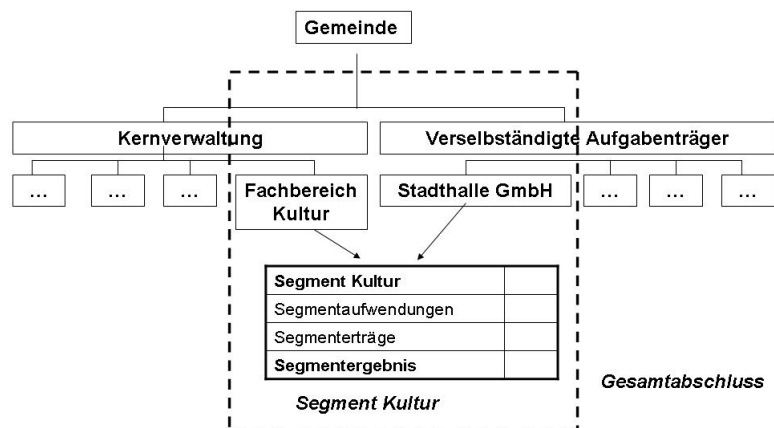 Gemeinde
Kernverwaltung
Verselbständigte Aufgabenträger
...
...
...
Fachbereich
Kultur
Stadthalle GmbH
...
...
...
Segment Kultur
Segmentaufwendungen
Segmenterträge
Segmentergebnis
Segment Kultur
Gesamtabschluss